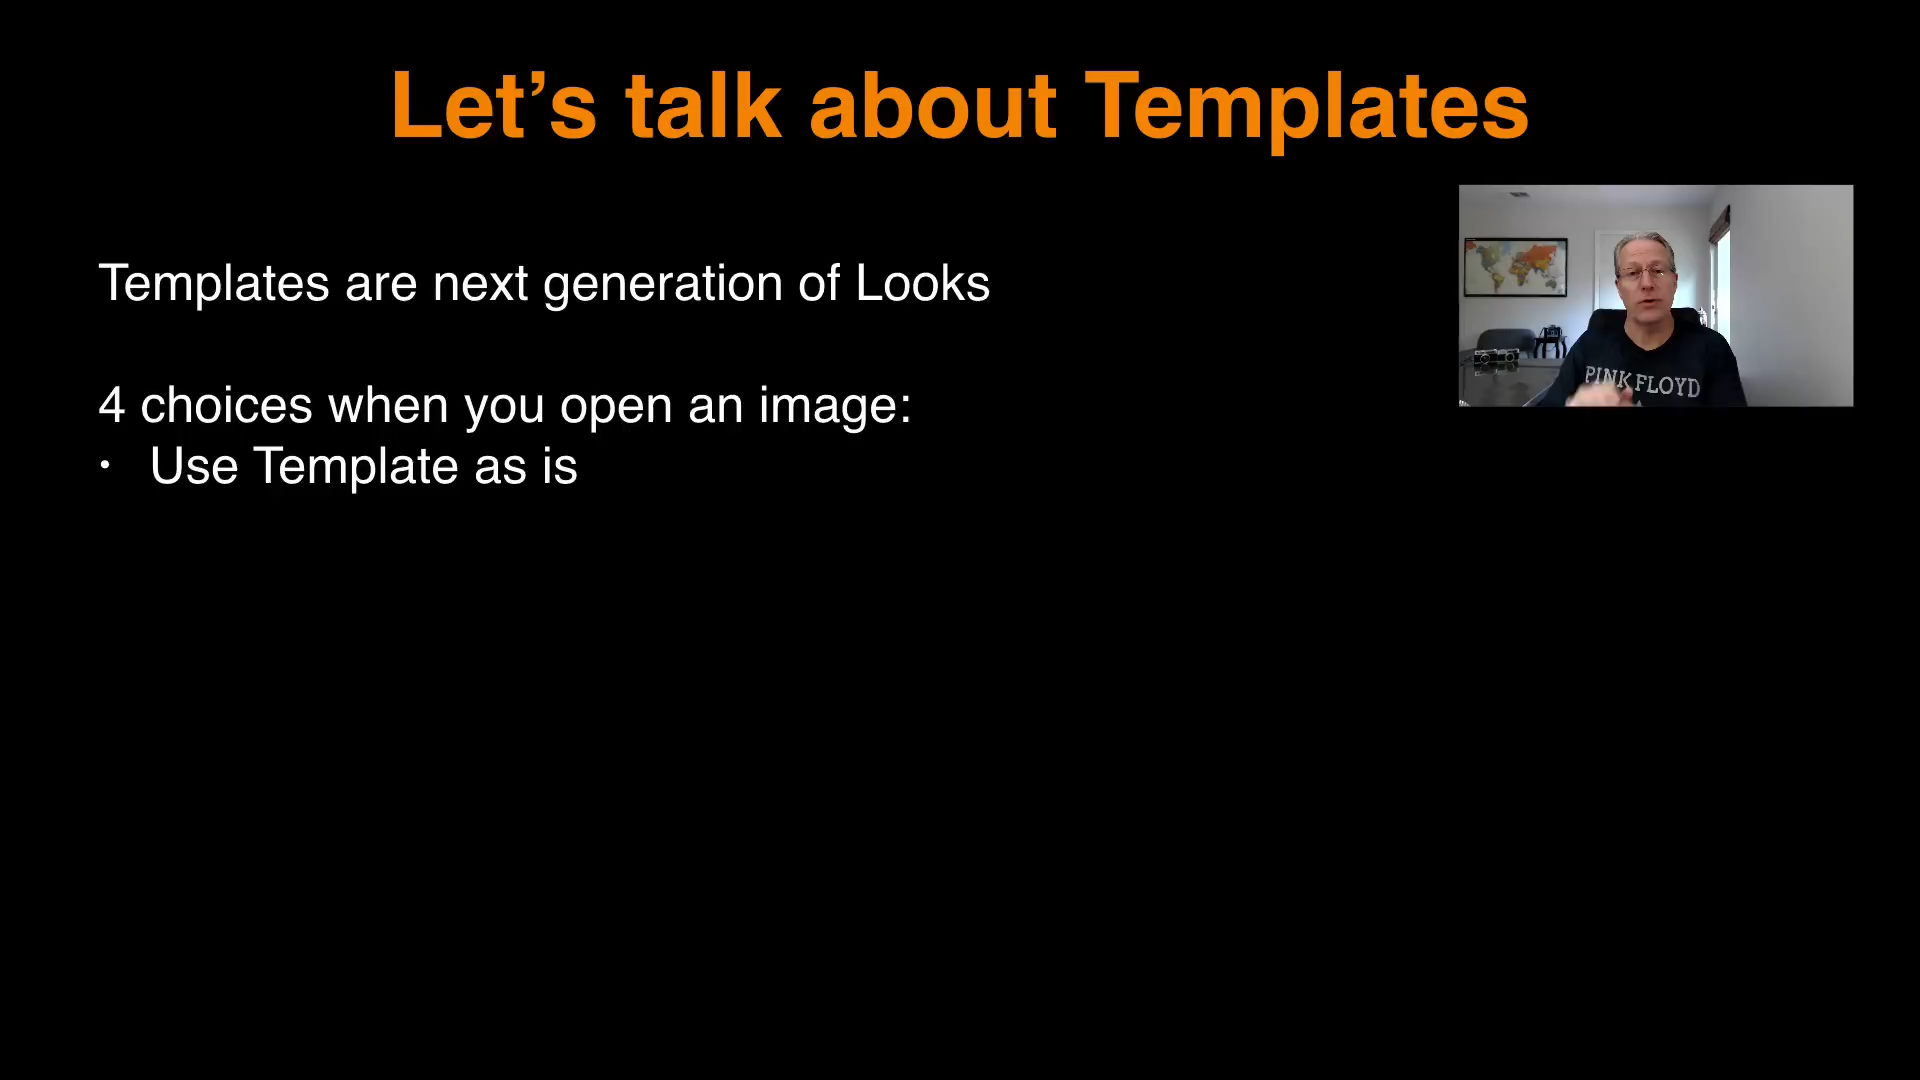 Let’s talk about Templates
Templates are next generation of Looks
4 choices when you open an image:
• Use Template as is
PINK FLOYD